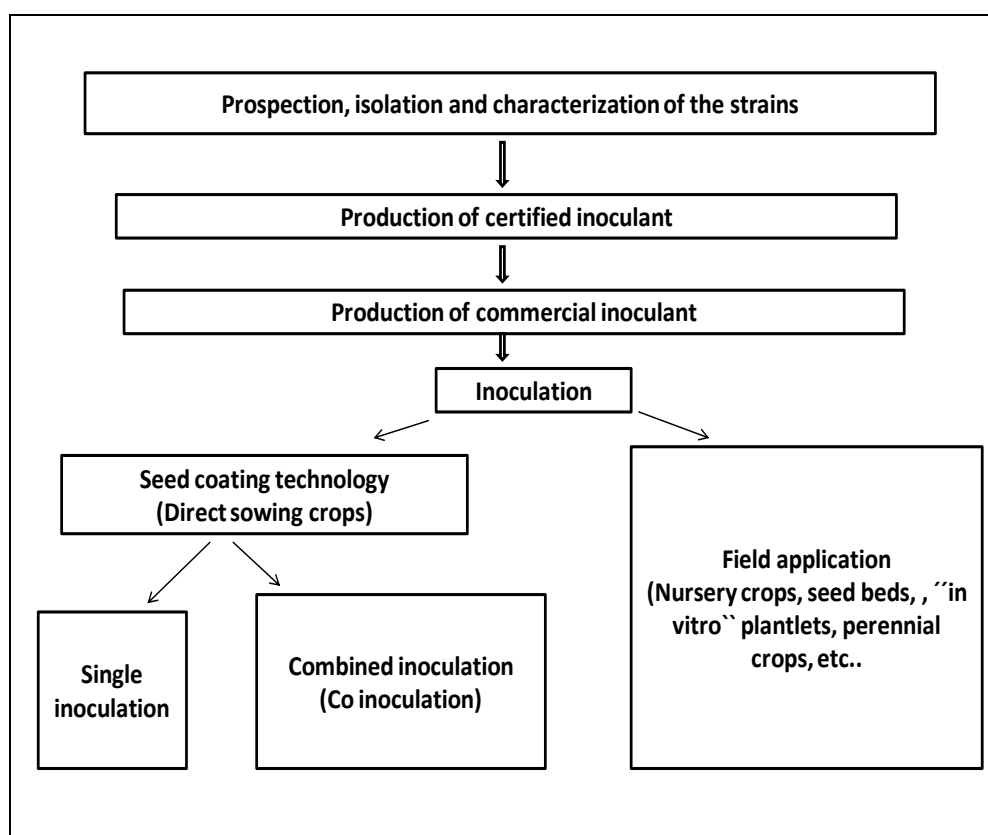 Prospection, isolation and characterization of the strains
Production of certified inoculant
Production of commercial inoculant
Inoculation
Seed coating technology
(Direct sowing crops)
Field application
(Nursery crops, seed beds, , ´´in
vitro`` plantlets, perennial
crops, etc..
Single
inoculation
Combined inoculation
(Co inoculation)